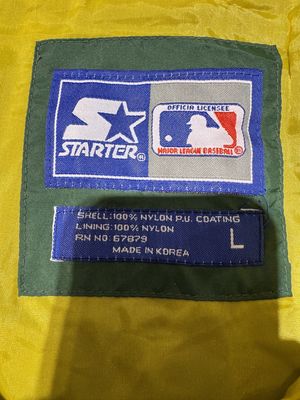 STARTER®
OFFICIAL LICENSEE
MAJOR LEAGUE BASEBALL
SHELL: 100% NYLON P.U. COATING
LINING: 100% NYLON
RN NO: 67879
MADE IN KOREA
L